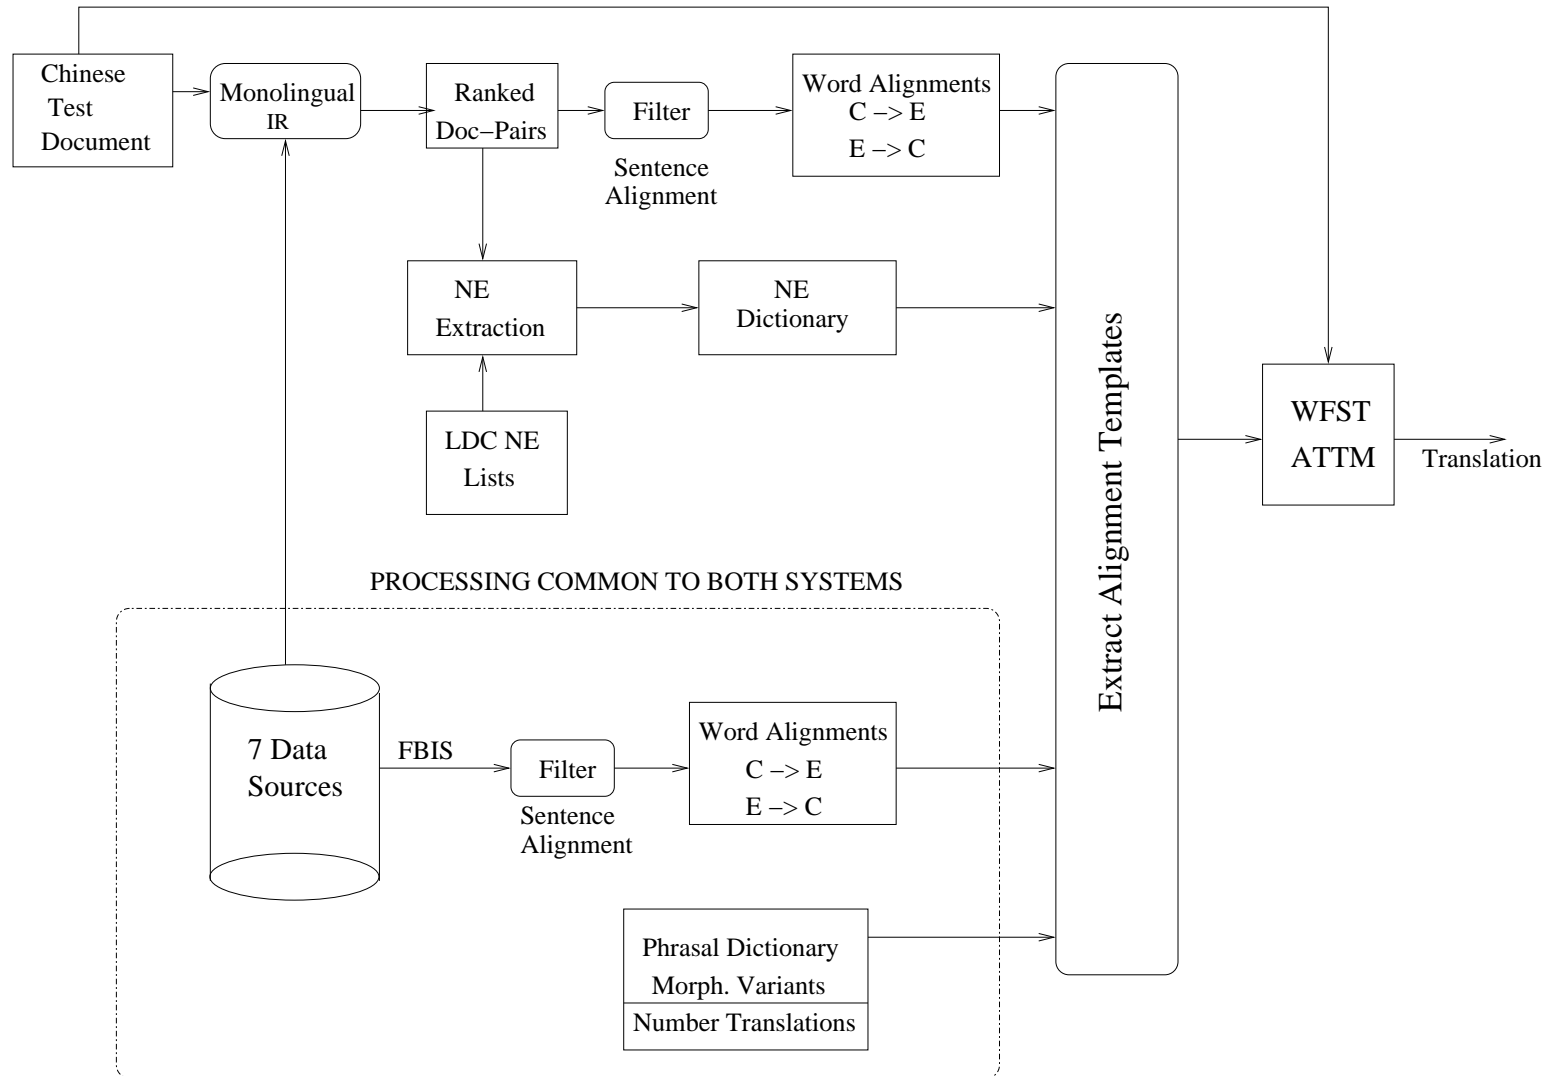 Chinese
Test
Document
Monolingual
IR
Ranked
Doc−Pairs
Filter
Sentence
Alignment
Word Alignments
C −> E
E −> C
NE
Extraction
NE
Dictionary
LDC NE
Lists
Extract Alignment Templates
WFST
ATTM
Translation
PROCESSING COMMON TO BOTH SYSTEMS
7 Data
Sources
FBIS
Filter
Sentence
Alignment
Word Alignments
C −> E
E −> C
Phrasal Dictionary
Morph. Variants
Number Translations